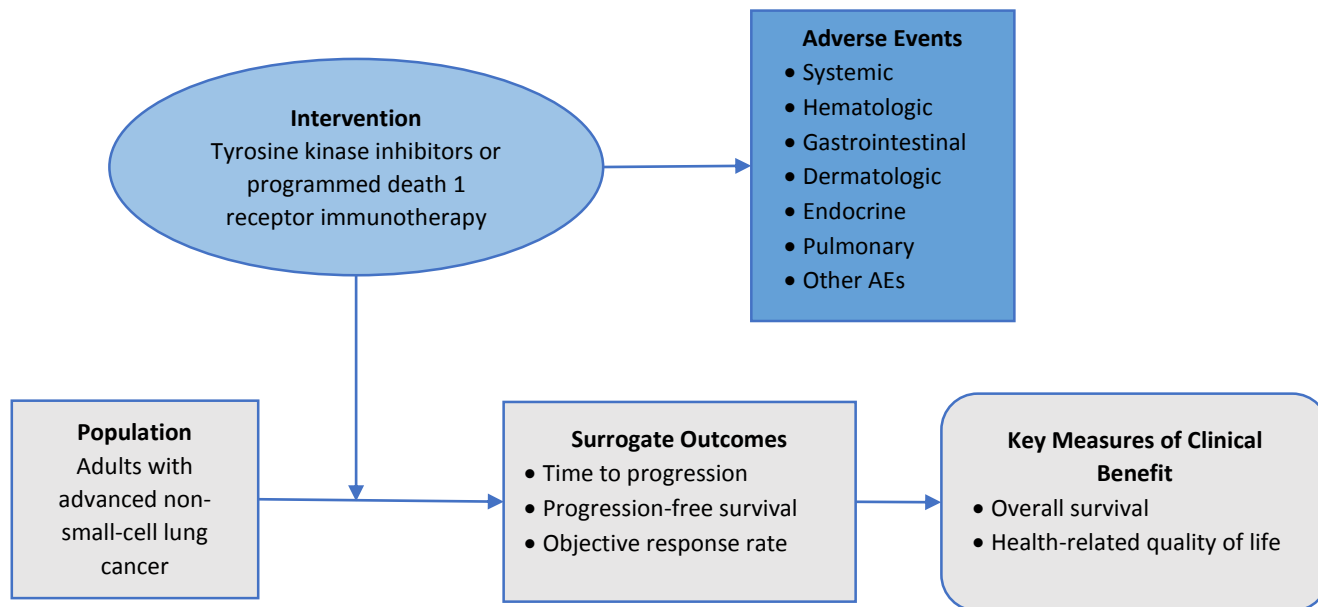 Intervention
Tyrosine kinase inhibitors or
programmed death 1
receptor immunotherapy
Adverse Events
• Systemic
• Hematologic
• Gastrointestinal
• Dermatologic
• Endocrine
• Pulmonary
• Other AEs
Population
Adults with
advanced non-
small-cell lung
cancer
Surrogate Outcomes
• Time to progression
• Progression-free survival
• Objective response rate
Key Measures of Clinical
Benefit
• Overall survival
• Health-related quality of life